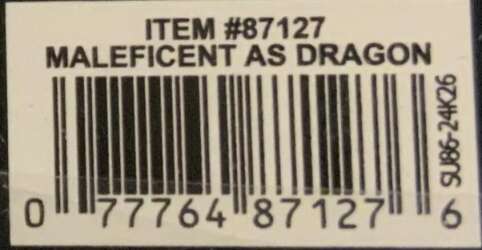 ITEM #87127
MALEFICENT AS DRAGON
SU86-24K26
0 77764 87127 6